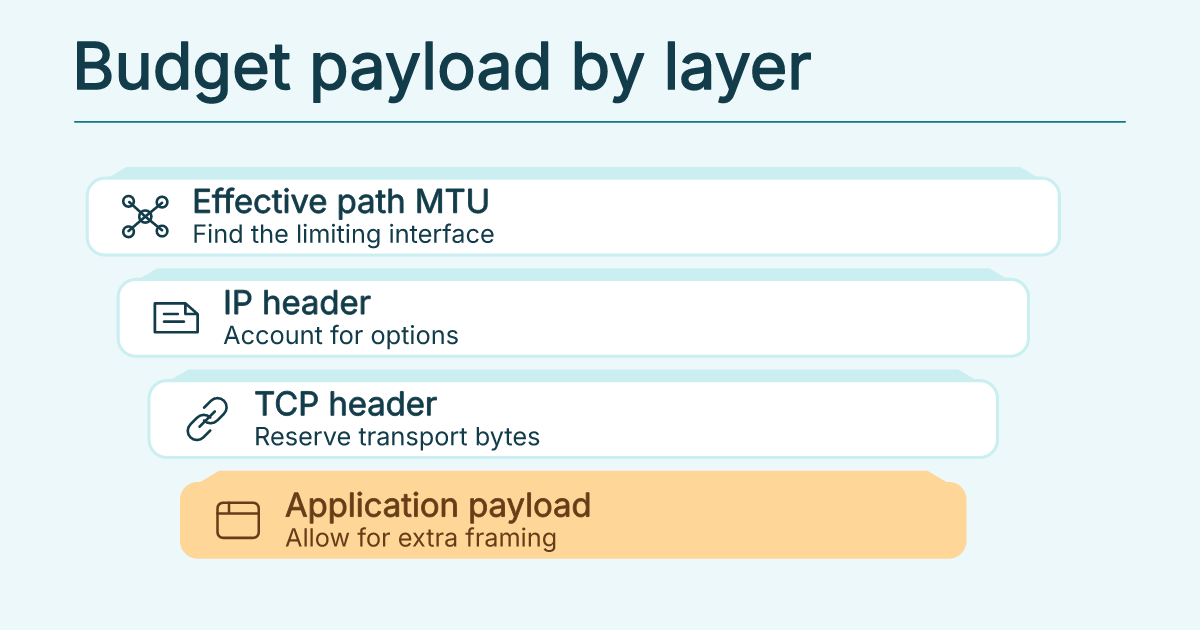 Budget payload by layer
Effective path MTU
Find the limiting interface
IP header
Account for options
TCP header
Reserve transport bytes
Application payload
Allow for extra framing